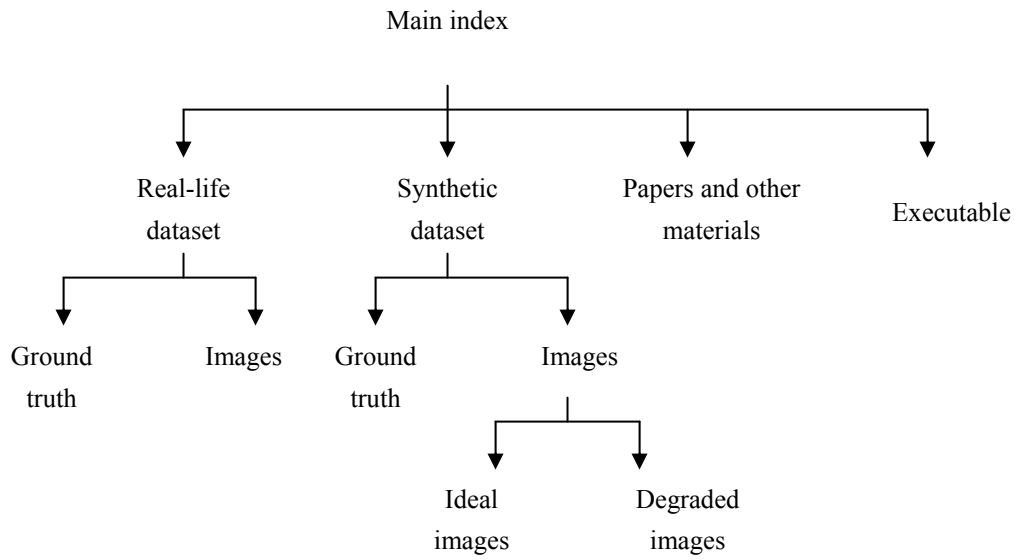 Main index
Real-life
dataset
Synthetic
dataset
Papers and other
materials
Executable
Ground
truth
Images
Ground
truth
Images
Ideal
images
Degraded
images